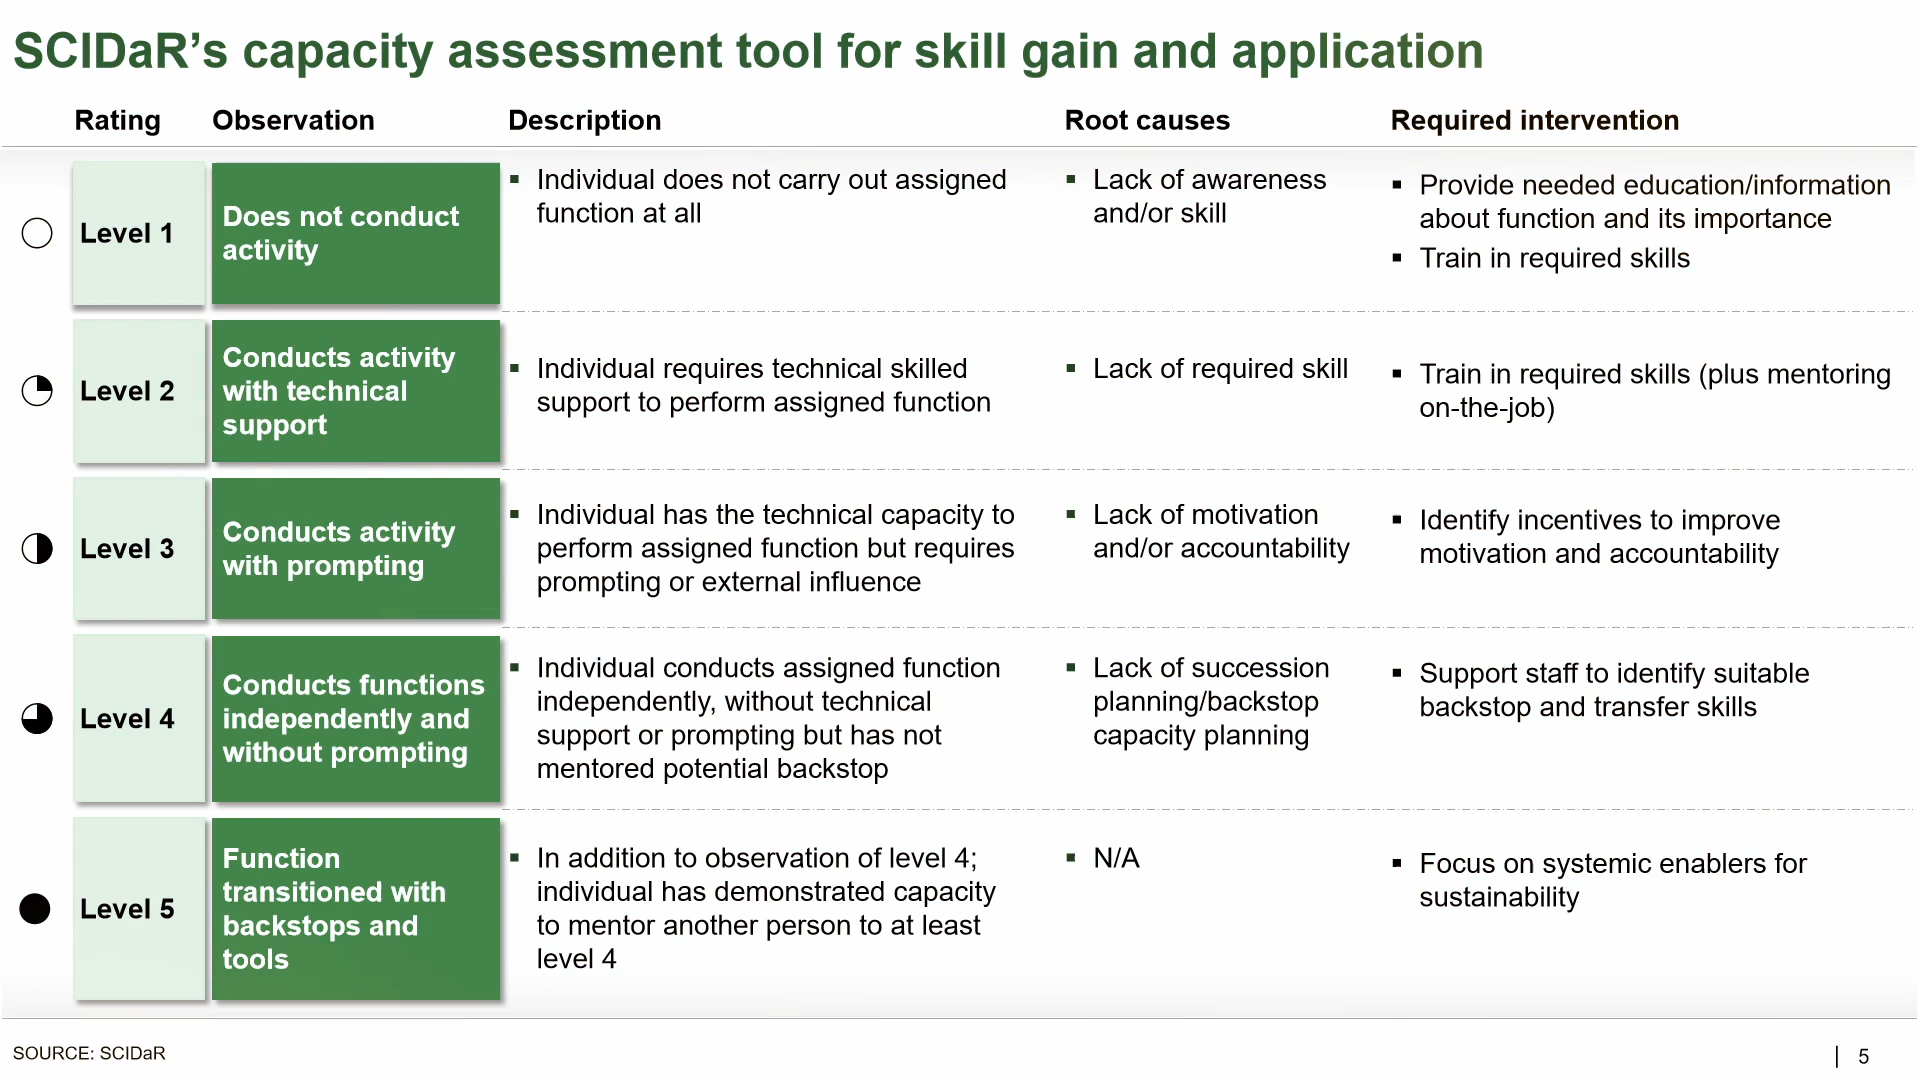 SCIDaR’s capacity assessment tool for skill gain and application
Rating
Observation
Description
Root causes
Required intervention
Level 1
Does not conduct
activity
▪ Individual does not carry out assigned
function at all
▪ Lack of awareness
and/or skill
▪ Provide needed education/information
about function and its importance
▪ Train in required skills
Level 2
Conducts activity
with technical
support
▪ Individual requires technical skilled
support to perform assigned function
▪ Lack of required skill
▪ Train in required skills (plus mentoring
on-the-job)
Level 3
Conducts activity
with prompting
▪ Individual has the technical capacity to
perform assigned function but requires
prompting or external influence
▪ Lack of motivation
and/or accountability
▪ Identify incentives to improve
motivation and accountability
Level 4
Conducts functions
independently and
without prompting
▪ Individual conducts assigned function
independently, without technical
support or prompting but has not
mentored potential backstop
▪ Lack of succession
planning/backstop
capacity planning
▪ Support staff to identify suitable
backstop and transfer skills
Level 5
Function
transitioned with
backstops and
tools
▪ In addition to observation of level 4;
individual has demonstrated capacity
to mentor another person to at least
level 4
▪ N/A
▪ Focus on systemic enablers for
sustainability
SOURCE: SCIDaR
| 5